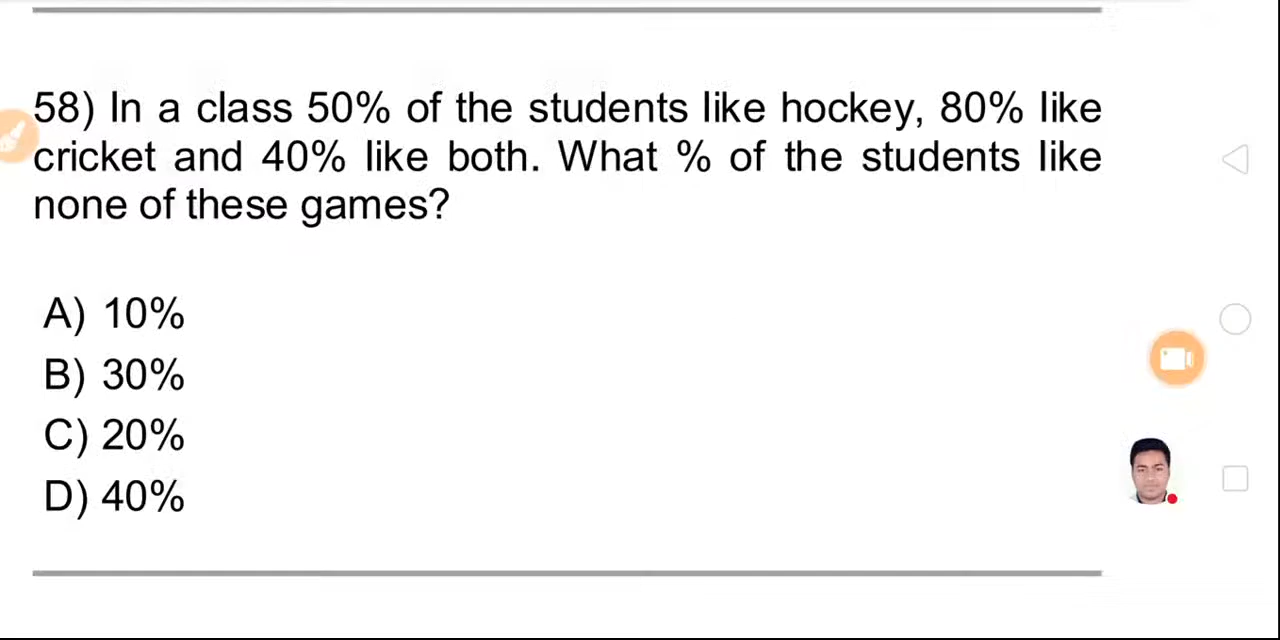 58) In a class 50% of the students like hockey, 80% like
cricket and 40% like both. What % of the students like
none of these games?
A) 10%
B) 30%
C) 20%
D) 40%